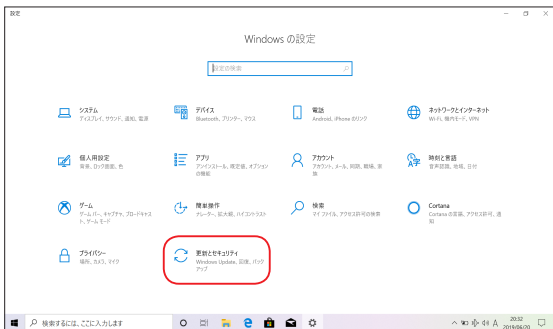 設定
Windows の設定
設定の検索
システム
ディスプレイ、サウンド、通知、電源
デバイス
Bluetooth、プリンター、マウス
電話
Android、iPhone のリンク
ネットワークとインターネット
Wi-Fi、機内モード、VPN
個人用設定
背景、ロック画面、色
アプリ
アンインストール、既定値、オプション
の機能
アカウント
アカウント、メール、同期、職場、家
族
時刻と言語
音声認識、地域、日付
ゲーム
ゲーム バー、キャプチャ、ブロードキャス
ト、ゲーム モード
簡単操作
ナレーター、拡大鏡、ハイコントラスト
検索
マイ ファイル、アクセス許可の検索
Cortana
Cortana の言語、アクセス許可、通
知
プライバシー
場所、カメラ、マイク
更新とセキュリティ
Windows Update、回復、バック
アップ
検索するには、ここに入力します
A
20:32
2019/06/20